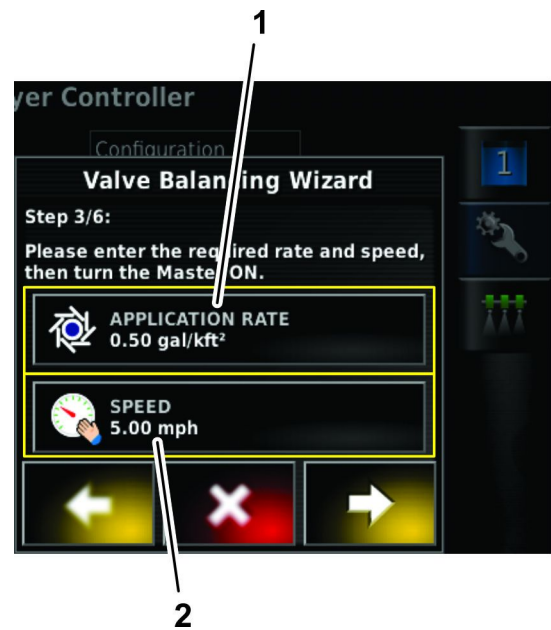 1
yer Controller
Configuration
1
Valve Balancing Wizard
Step 3/6:
Please enter the required rate and speed,
then turn the Master ON.
APPLICATION RATE
0.50 gal/kft²
SPEED
5.00 mph
2